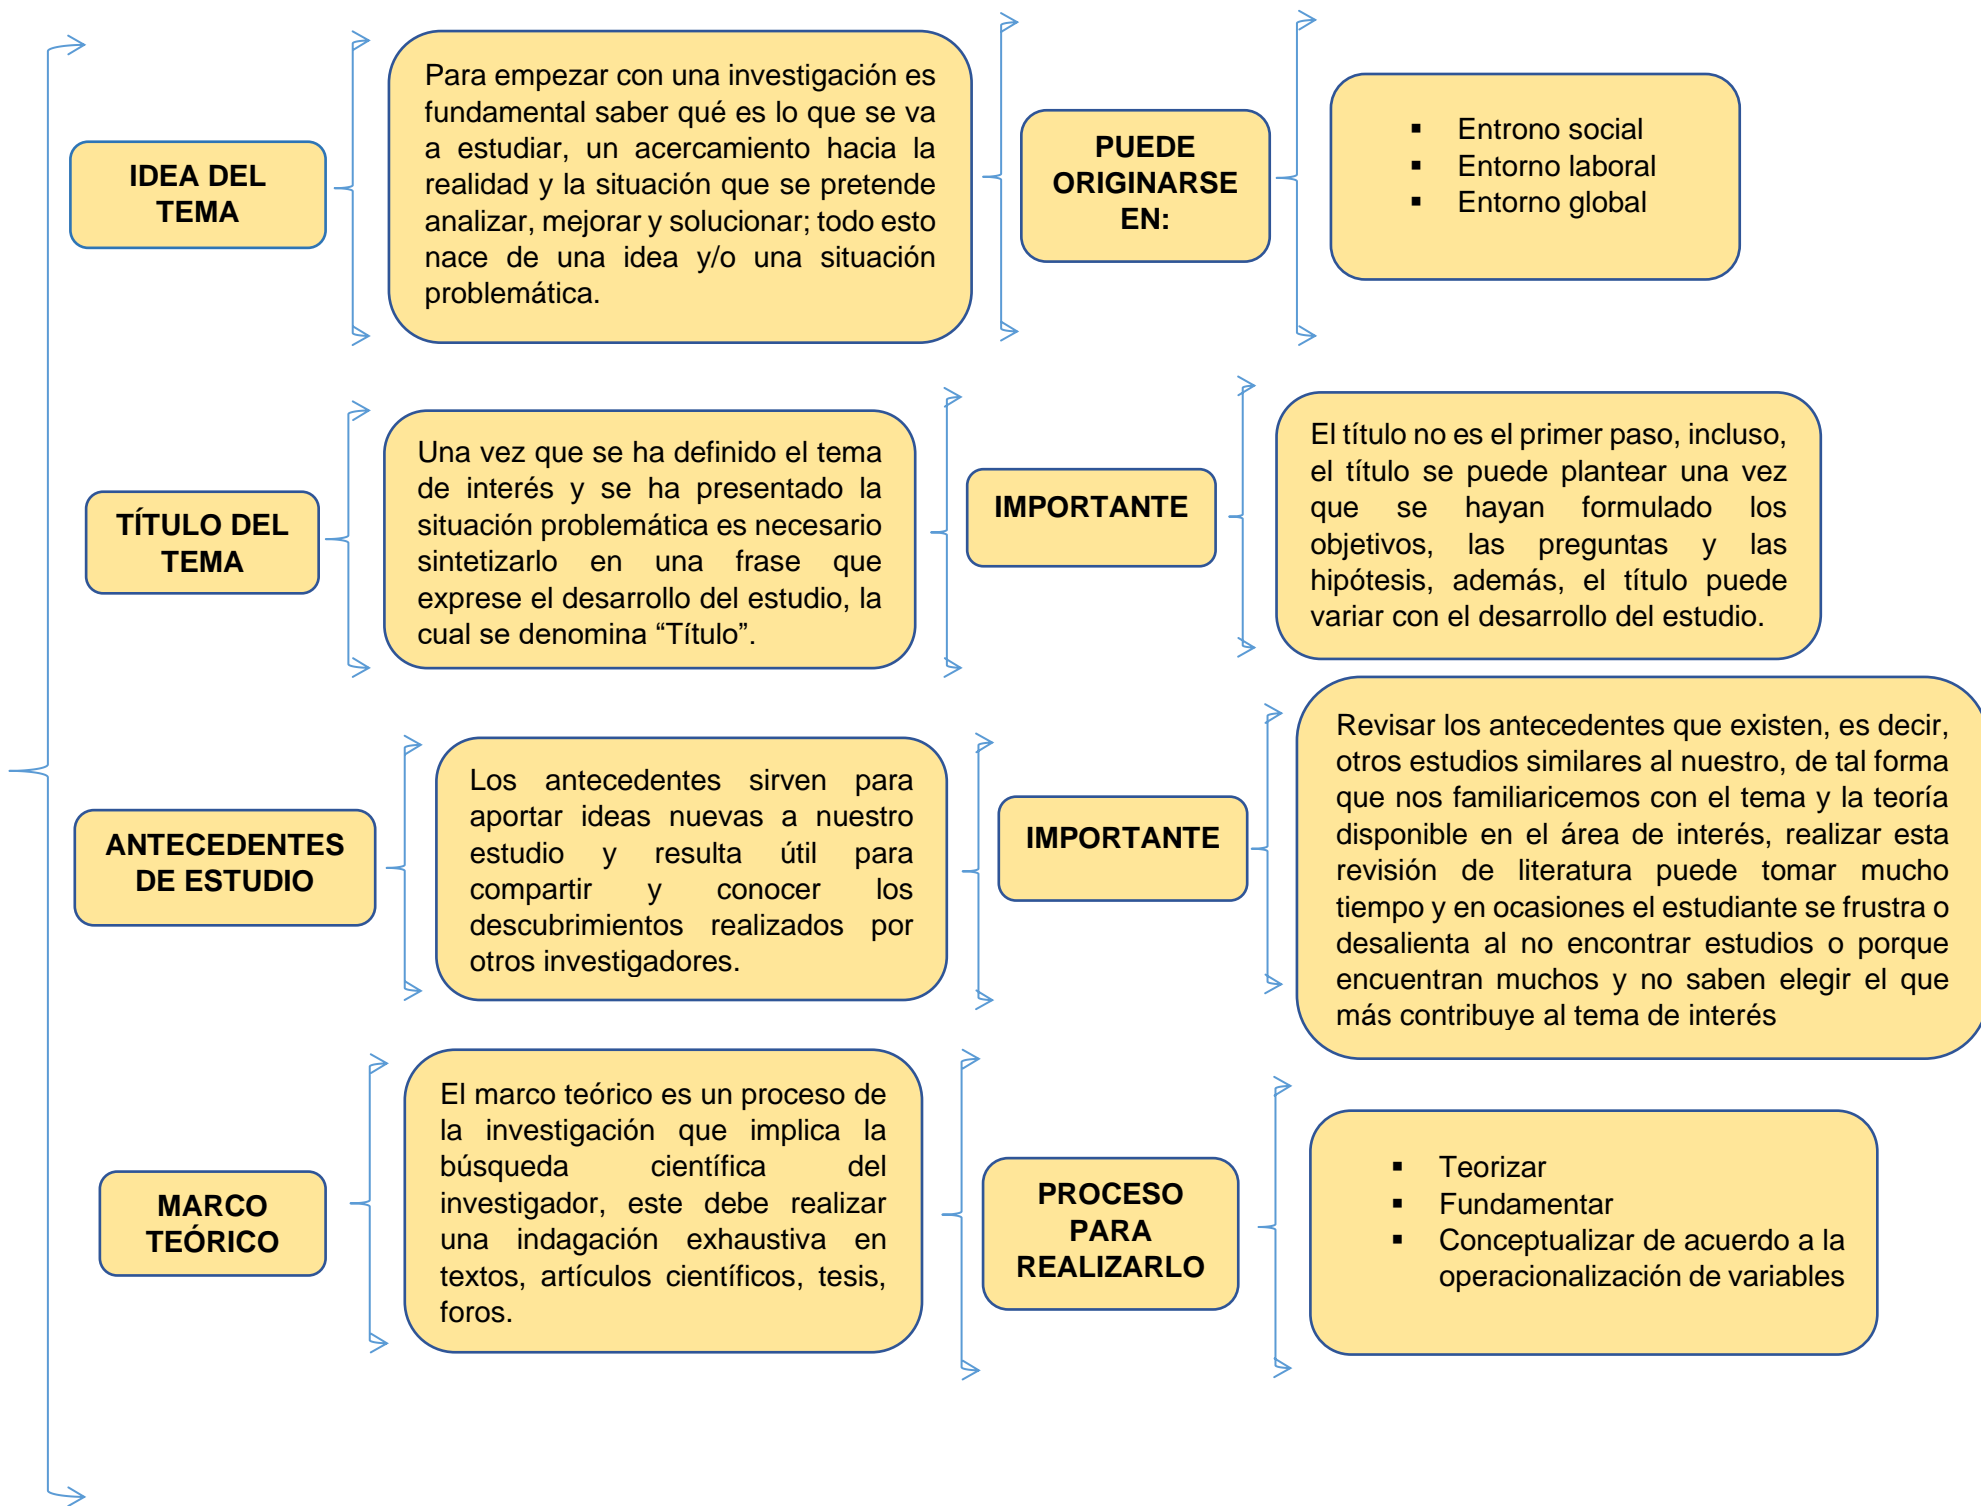 IDEA DEL
TEMA
Para empezar con una investigación es
fundamental saber qué es lo que se va
a estudiar, un acercamiento hacia la
realidad y la situación que se pretende
analizar, mejorar y solucionar; todo esto
nace de una idea y/o una situación
problemática.
PUEDE
ORIGINARSE
EN:
▪ Entrono social
▪ Entorno laboral
▪ Entorno global
TÍTULO DEL
TEMA
Una vez que se ha definido el tema
de interés y se ha presentado la
situación problemática es necesario
sintetizarlo en una frase que
exprese el desarrollo del estudio, la
cual se denomina “Título”.
IMPORTANTE
El título no es el primer paso, incluso,
el título se puede plantear una vez
que se hayan formulado los
objetivos, las preguntas y las
hipótesis, además, el título puede
variar con el desarrollo del estudio.
ANTECEDENTES
DE ESTUDIO
Los antecedentes sirven para
aportar ideas nuevas a nuestro
estudio y resulta útil para
compartir y conocer los
descubrimientos realizados por
otros investigadores.
IMPORTANTE
Revisar los antecedentes que existen, es decir,
otros estudios similares al nuestro, de tal forma
que nos familiaricemos con el tema y la teoría
disponible en el área de interés, realizar esta
revisión de literatura puede tomar mucho
tiempo y en ocasiones el estudiante se frustra o
desalienta al no encontrar estudios o porque
encuentran muchos y no saben elegir el que
más contribuye al tema de interés
MARCO
TEÓRICO
El marco teórico es un proceso de
la investigación que implica la
búsqueda científica del
investigador, este debe realizar
una indagación exhaustiva en
textos, artículos científicos, tesis,
foros.
PROCESO
PARA
REALIZARLO
▪ Teorizar
▪ Fundamentar
▪ Conceptualizar de acuerdo a la
operacionalización de variables